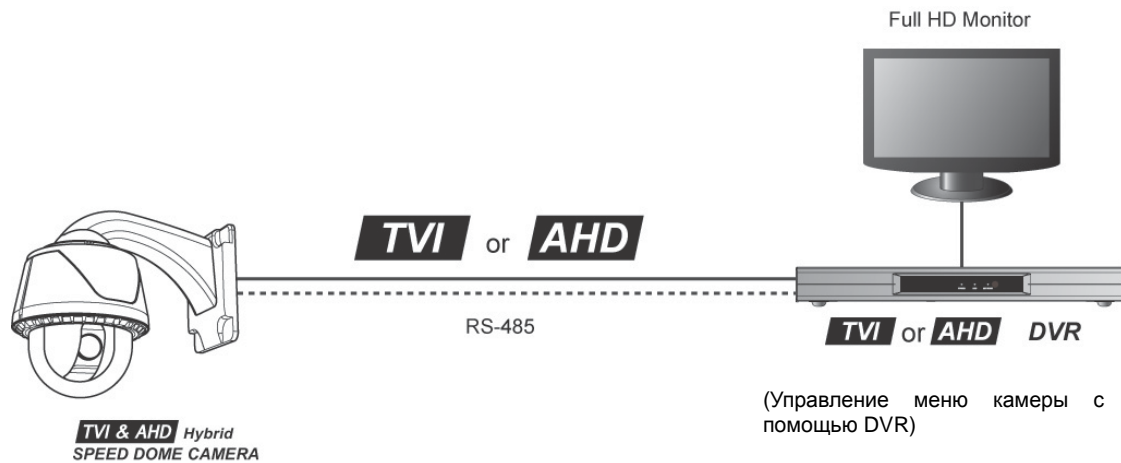 Full HD Monitor
TVI or AHD
RS-485
TVI or AHD DVR
(Управление меню камеры с
помощью DVR)
TVI & AHD Hybrid
SPEED DOME CAMERA